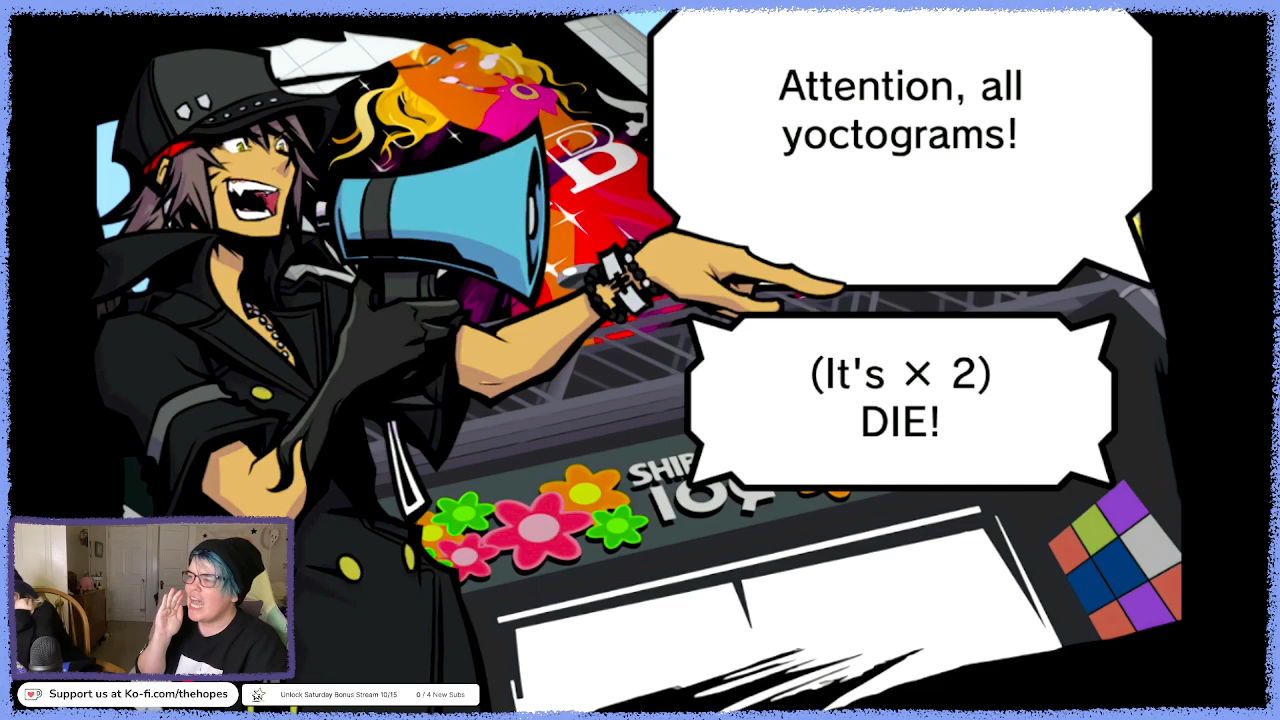 Attention, all
yoctograms!
B
(It's × 2)
DIE!
SHIB
TOY
Support us at Ko-fi.com/thehopes
Unlock Saturday Bonus Stream 10/15
0 / 4 New Subs